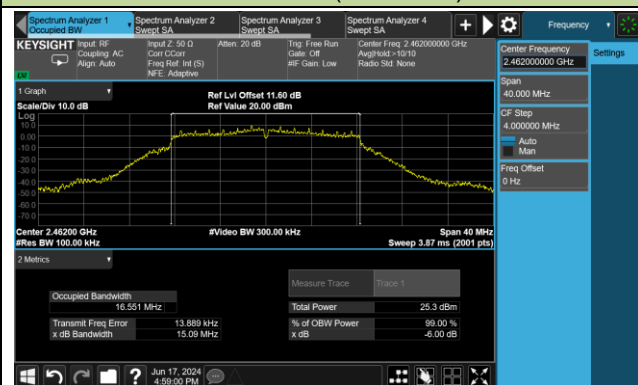 Spectrum Analyzer 1
Occupied BW
Spectrum Analyzer 2
Swept SA
Spectrum Analyzer 3
Swept SA
Spectrum Analyzer 4
Swept SA
Frequency
KEYSIGHT
Input: RF
Coupling: AC
Align: Auto
Input Z: 50 Ω
Corr CCorr
Freq Ref: Int (S)
NFE: Adaptive
Atten: 20 dB
Trig: Free Run
Gate: Off
#IF Gain: Low
Center Freq: 2.462000000 GHz
Avg|Hold:>10/10
Radio Std: None
Center Frequency
2.462000000 GHz
Settings
Span
40.000 MHz
CF Step
4.000000 MHz
Auto
Man
Freq Offset
0 Hz
1 Graph
Scale/Div 10.0 dB
Ref Lvl Offset 11.60 dB
Ref Value 20.00 dBm
Log
10.0
0.00
-10.0
-20.0
-30.0
-40.0
-50.0
-60.0
-70.0
Center 2.46200 GHz
#Res BW 100.00 kHz
#Video BW 300.00 kHz
Span 40 MHz
Sweep 3.87 ms (2001 pts)
2 Metrics
Measure Trace
Trace 1
Occupied Bandwidth
16.551 MHz
Total Power
25.3 dBm
Transmit Freq Error
13.889 kHz
% of OBW Power
99.00 %
x dB Bandwidth
15.09 MHz
x dB
-6.00 dB
Jun 17, 2024
4:59:00 PM